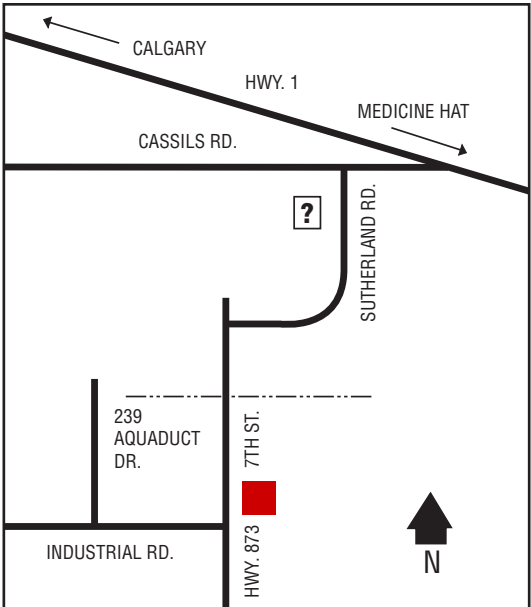 CALGARY
HWY. 1
MEDICINE HAT
CASSILS RD.
?
SUTHERLAND RD.
239
AQUADUCT
DR.
7TH ST.
HWY. 873
INDUSTRIAL RD.
N